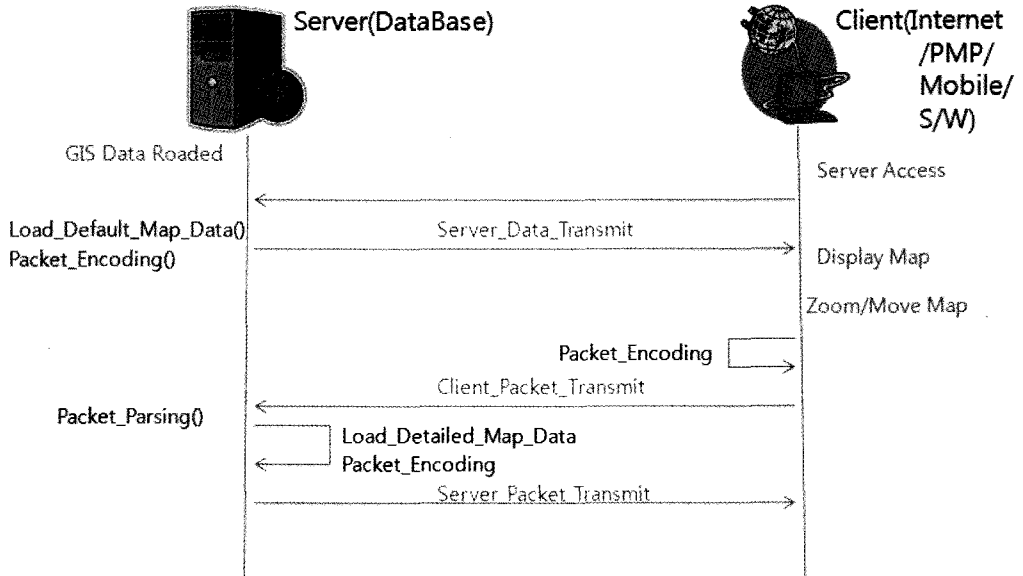 Server(DataBase)
Client(Internet
/PMP/
Mobile/
S/W)
GIS Data Roaded
Server Access
Load_Default_Map_Data()
Server_Data_Transmit
Packet_Encoding()
Display Map
Zoom/Move Map
Packet_Encoding
Client_Packet_Transmit
Packet_Parsing()
Load_Detailed_Map_Data
Packet_Encoding
Server_Packet_Transmit